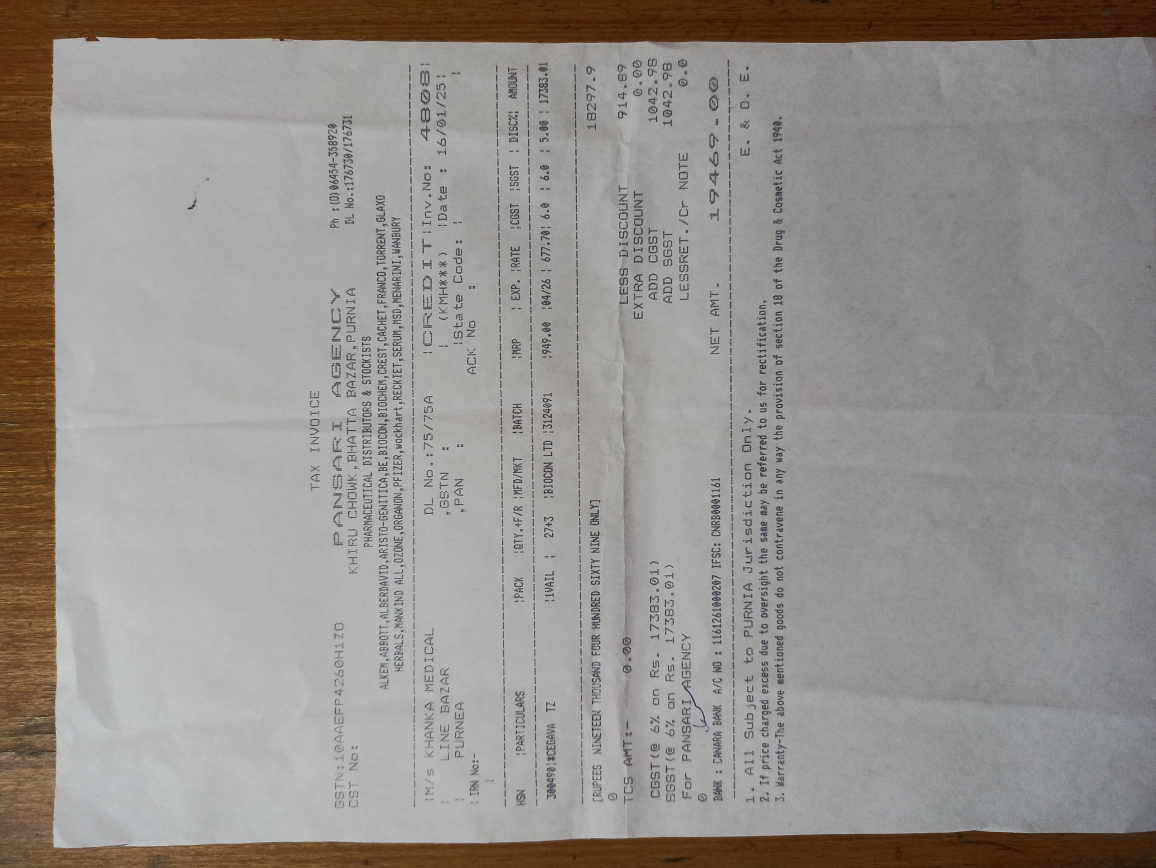 TAX INVOICE
GSTN:10AAEFP4260H1ZO PANSARI AGENCY Ph :(O)06454-358920
CST No: KHIRU CHOWK,BHATTA BAZAR,PURNIA DL No.:176730/176731
PHARMACEUTICAL DISTRIBUTORS & STOCKISTS
ALKEM,ABBOTT,ALBERDAVID,ARISTO-GENITICA,BE,BIOCON,BIOCHEM,CREST,CACHET,FRANCO,TORRENT,GLAXO
HERBALS,MANKIND ALL,OZONE,ORGANON,PFIZER,wockhart,RECKIET,SERUM,MSD,MENARINI,WANBURY
|M/s KHANKA MEDICAL DL No.:75/75A |CREDIT|Inv.No: 4808|
| LINE BAZAR ,GSTN : | (KMH***) |Date : 16/01/25|
| PURNEA ,PAN : |State Code: | |
| IRN No:- ACK No :
|
HSN |PARTICULARS |PACK |QTY.+F/R |MFD/MKT |BATCH |MRP | EXP. |RATE |CGST |SGST | DISC%| AMOUNT
300490|*CEGAVA TZ |1VAIL | 27+3 |BIOCON LTD |3124091 |949.00 |04/26 | 677.70| 6.0 | 6.0 | 5.00 | 17383.01
[RUPEES NINETEEN THOUSAND FOUR HUNDRED SIXTY NINE ONLY] 18297.9
0
TCS AMT:- 0.00 LESS DISCOUNT 914.89
EXTRA DISCOUNT 0.00
CGST(@ 6% on Rs. 17383.01) ADD CGST 1042.98
SGST(@ 6% on Rs. 17383.01) ADD SGST 1042.98
For PANSARI AGENCY LESSRET./Cr NOTE 0.0
0
BANK : CANARA BANK A/C NO : 1161261000207 IFSC: CNRB0001161 NET AMT. 19469.00
1. All Subject to PURNIA Jurisdiction Only. E. & O. E.
2. If price charged excess due to oversight the same may be referred to us for rectification.
3. Warranty-The above mentioned goods do not contravene in any way the provision of section 18 of the Drug & Cosmetic Act 1940.